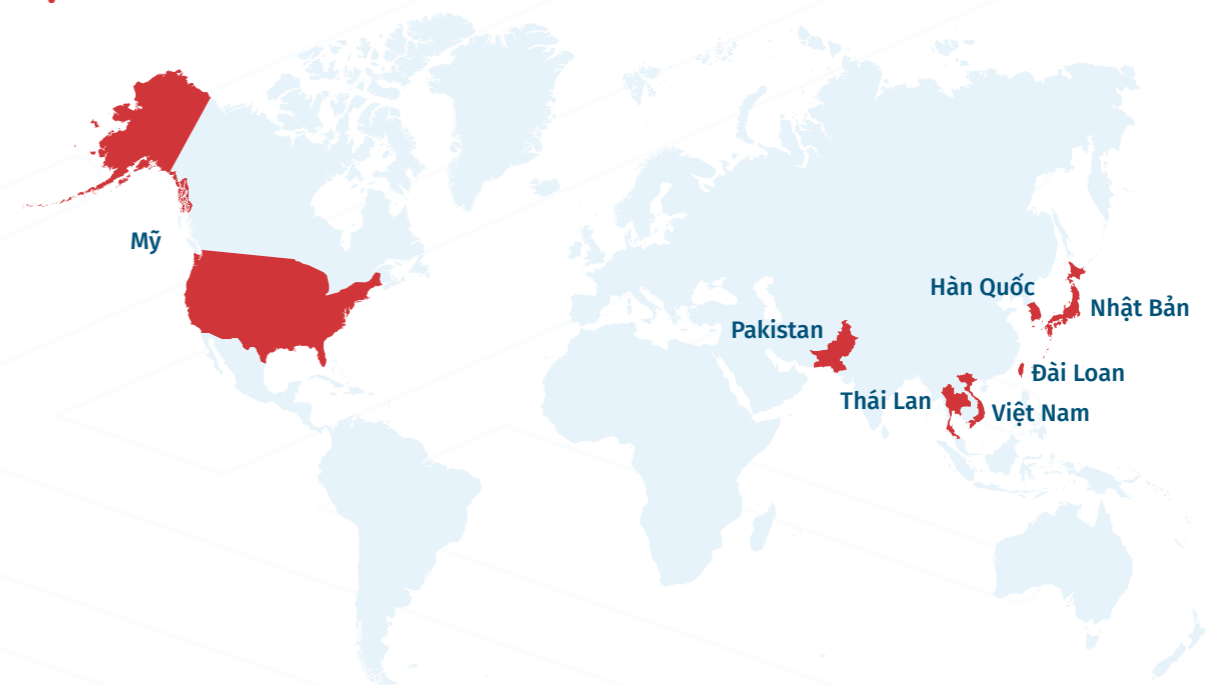 Mỹ
Hàn Quốc
Nhật Bản
Pakistan
Đài Loan
Thái Lan
Việt Nam